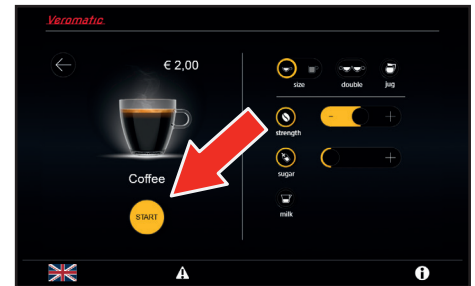 Veromatic
€ 2,00
size
double
jug
strength
- +
sugar
+
milk
Coffee
START